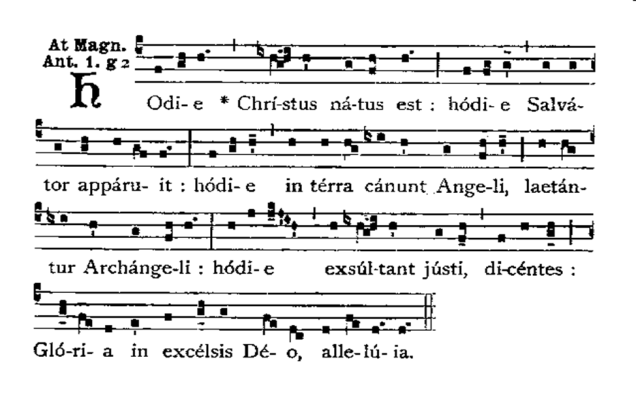 At Magn.
Ant. 1. g 2
HOdi- e * Chrí-stus ná-tus est : hódi- e Salvá-
tor appáru- it : hódi- e in térra cánunt Ange-li, laetán-
tur Archánge-li : hódi- e exsúl-tant jústi, di-céntes :
Gló-ri- a in excélsis Dé- o, alle-lú- ia.